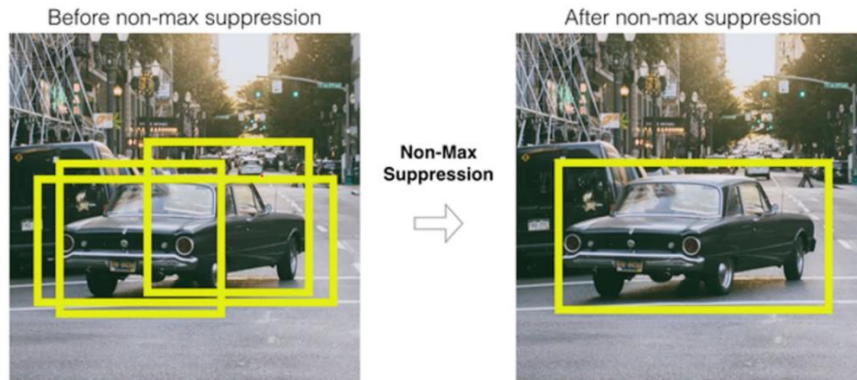 Before non-max suppression
After non-max suppression
Non-Max
Suppression